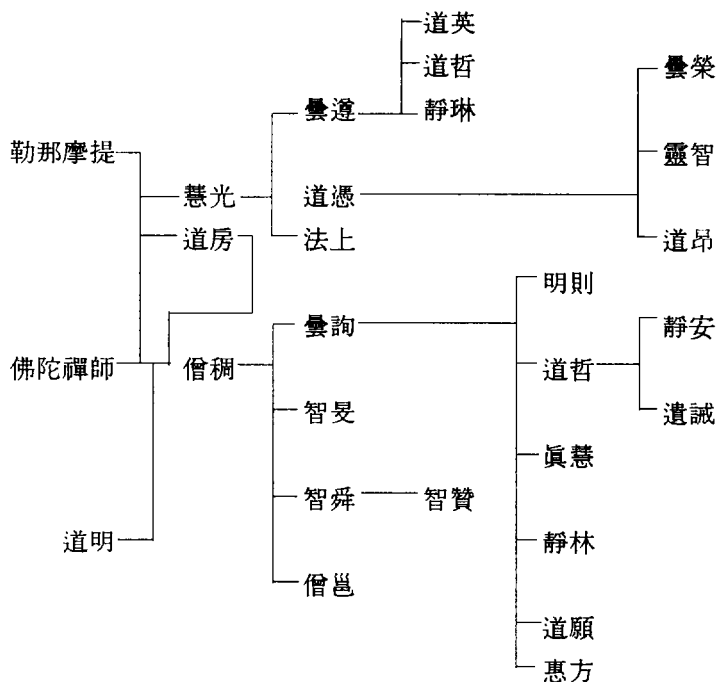 道英
曇榮
道哲
曇遵
靜琳
勒那摩提
靈智
慧光
道憑
道房
法上
道昂
明則
曇詢
靜安
佛陀禪師
僧稠
道哲
智旻
遺誡
眞慧
智舜
智贊
道明
靜林
僧邕
道願
惠方